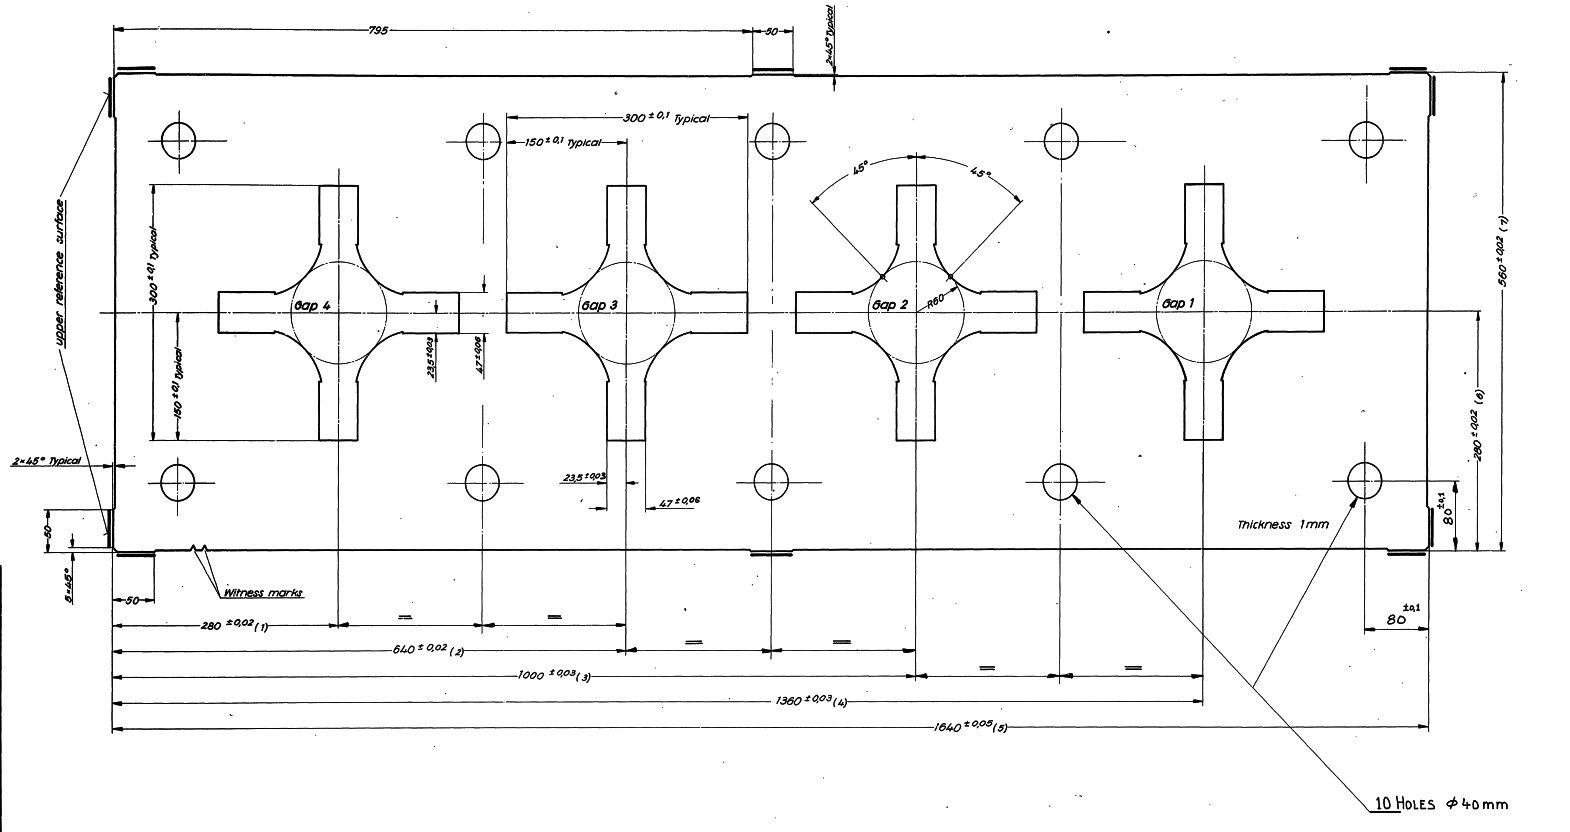 795
50
2×45° Typical
300 ±0,1 Typical
150 ±0,1 Typical
45°
45°
upper reference surface
300 ±0,1 Typical
560 ±0,02 (7)
Gap 4
Gap 3
Gap 2
R60
Gap 1
150 ±0,1 Typical
23,5 ±0,03
47 ±0,06
280 ±0,02 (6)
2×45° Typical
23,5 ±0,03
47 ±0,06
80 ±0,1
Thickness 1mm
50
5×45°
50
Witness marks
280 ±0,02 (1)
=
=
80 ±0,1
640 ±0,02 (2)
=
=
1000 ±0,03 (3)
=
=
1360 ±0,03 (4)
1640 ±0,05 (5)
10 HOLES ϕ 40mm